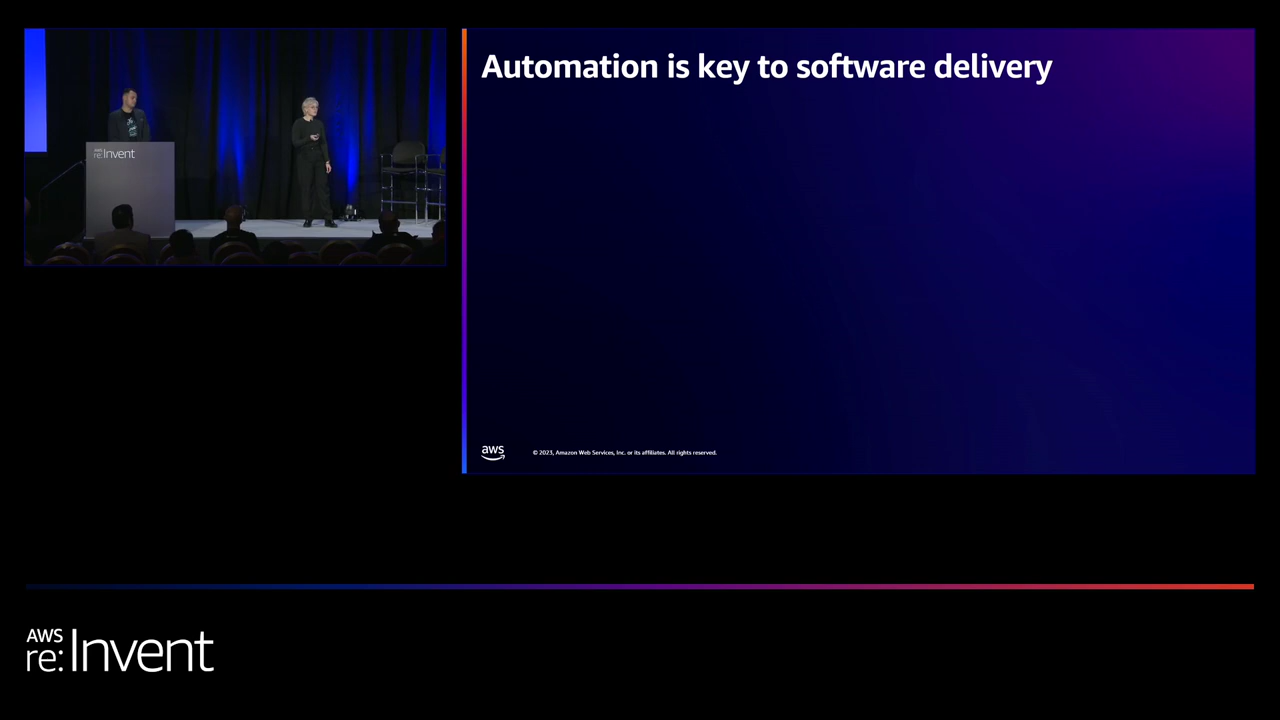 AWS
re:Invent
Automation is key to software delivery
aws
© 2023, Amazon Web Services, Inc. or its affiliates. All rights reserved.
AWS
re:Invent